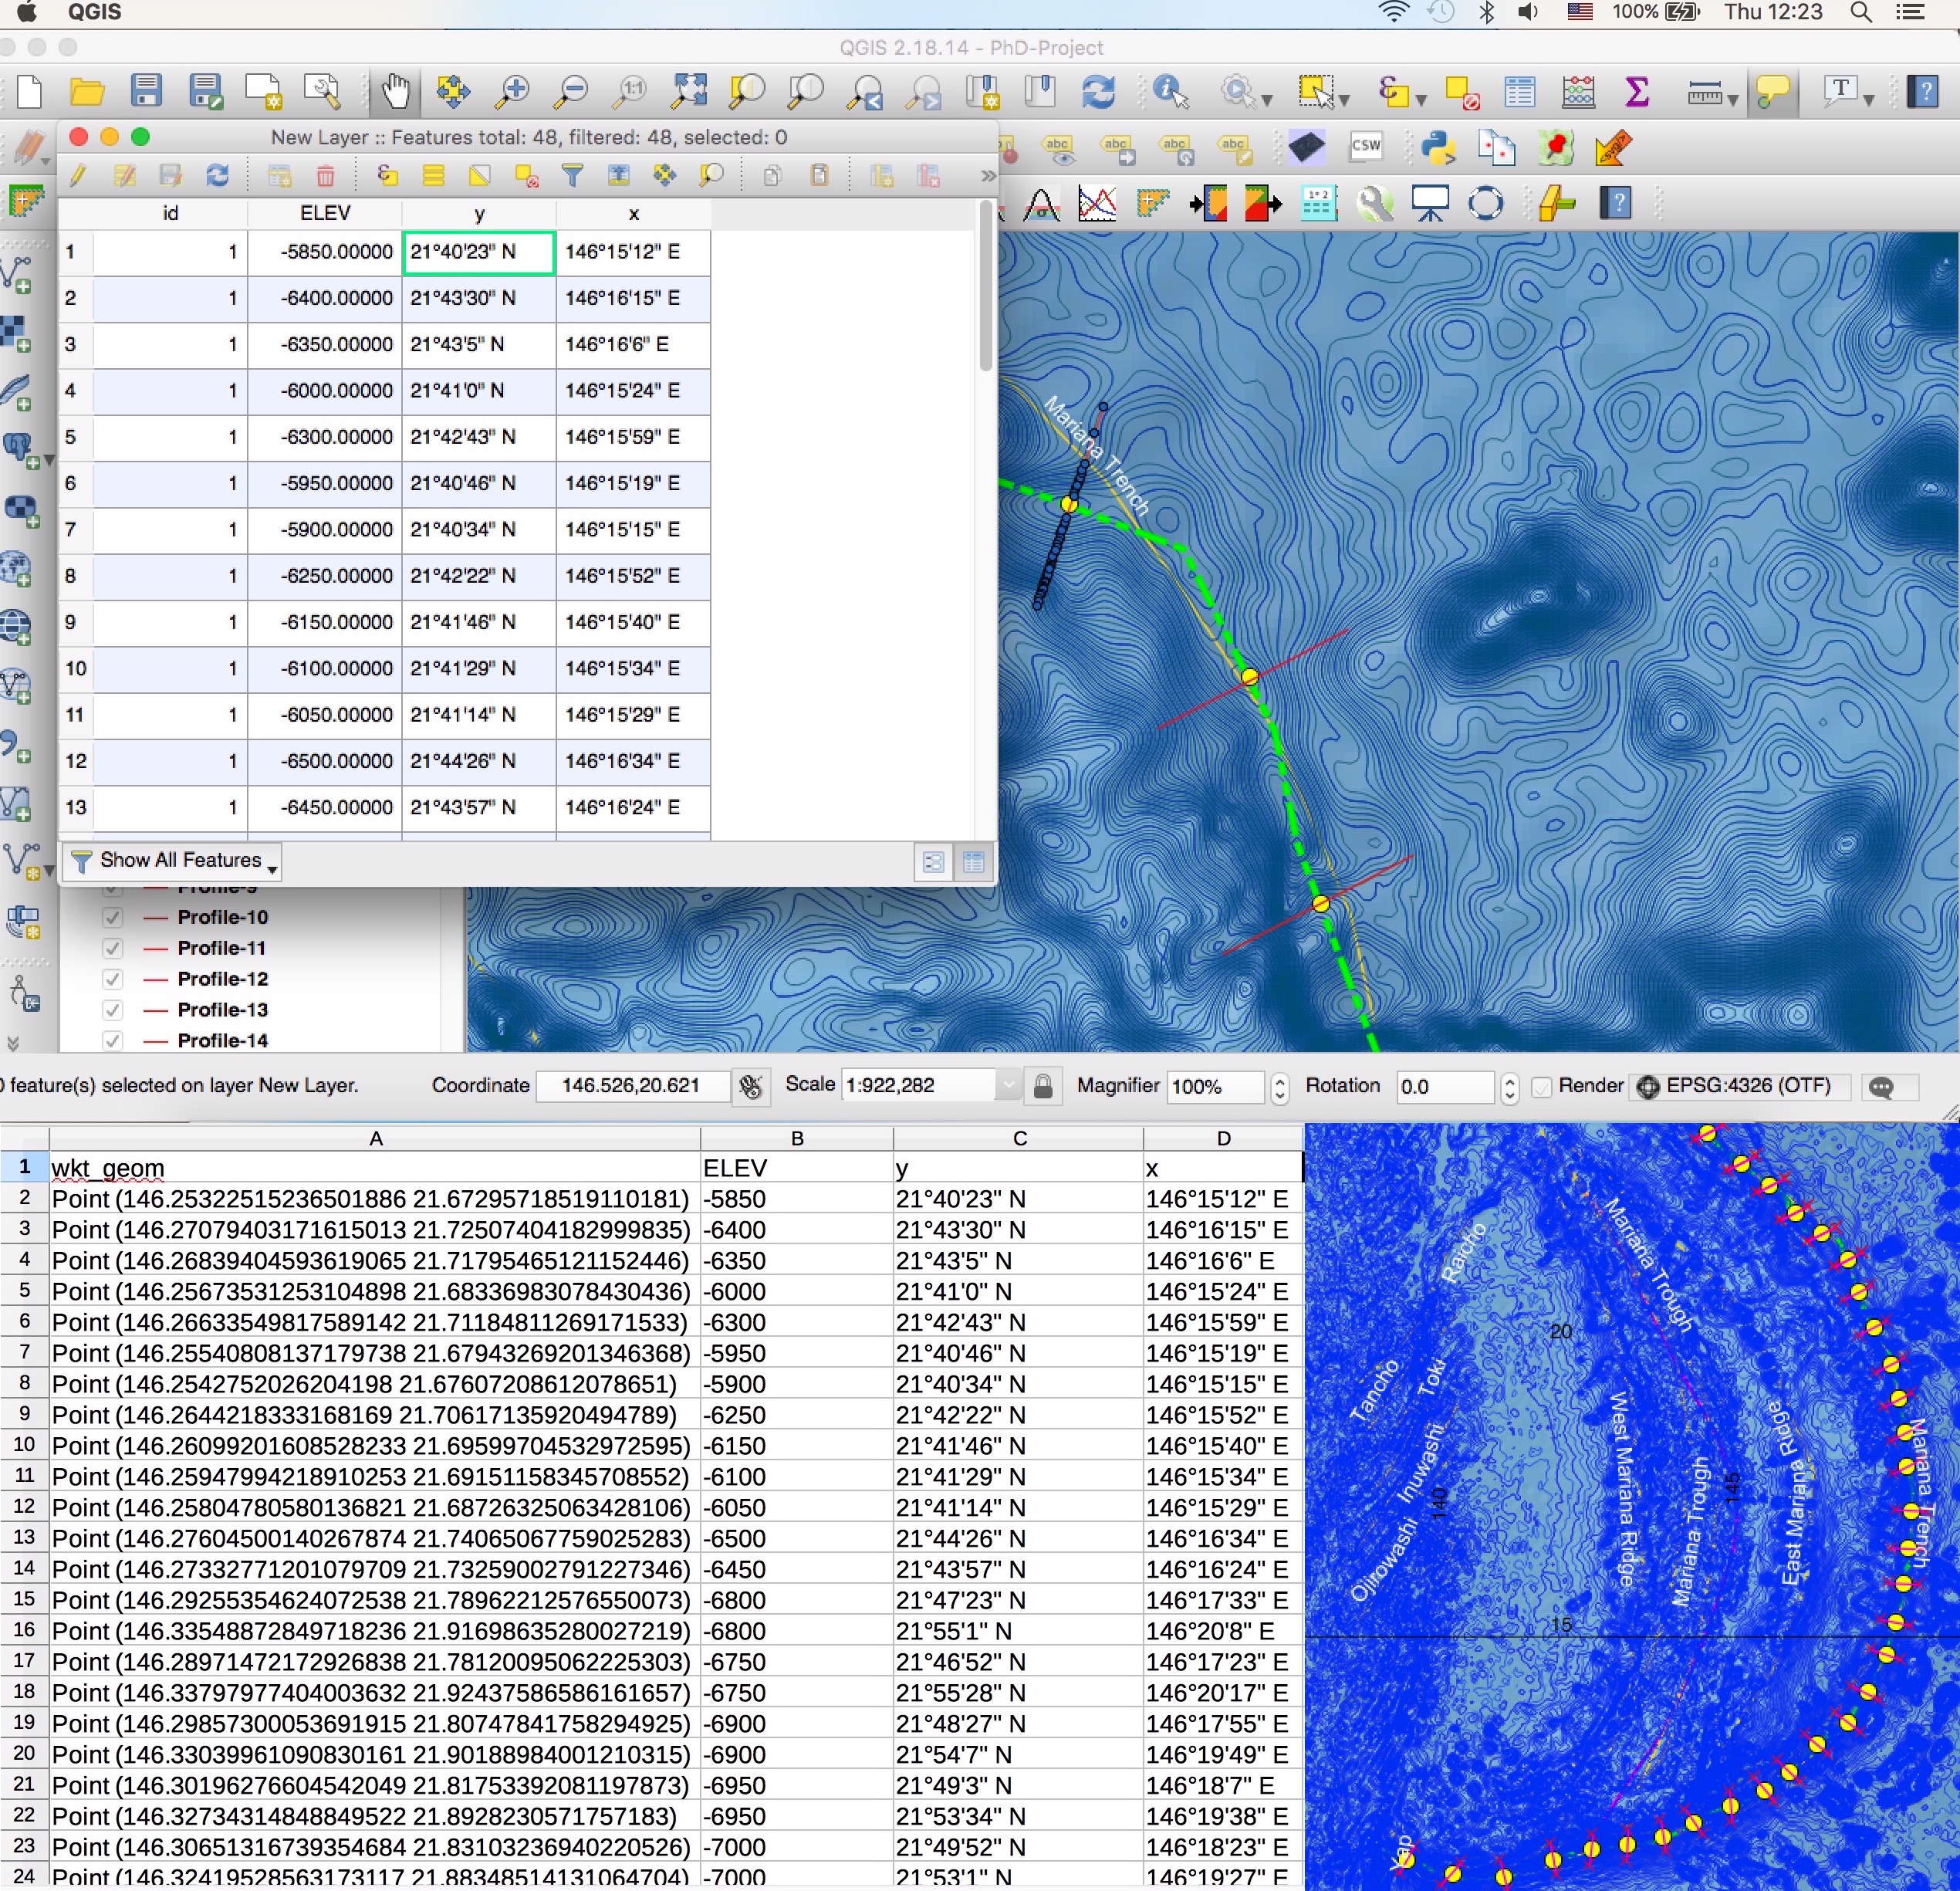 QGIS 100% Thu 12:23
QGIS 2.18.14 - PhD-Project
1:1 T ?
New Layer :: Features total: 48, filtered: 48, selected: 0
abc abc abc abc CSW
id ELEV y x
1 1 -5850.00000 21°40'23" N 146°15'12" E
2 1 -6400.00000 21°43'30" N 146°16'15" E
3 1 -6350.00000 21°43'5" N 146°16'6" E
4 1 -6000.00000 21°41'0" N 146°15'24" E
5 1 -6300.00000 21°42'43" N 146°15'59" E
6 1 -5950.00000 21°40'46" N 146°15'19" E
7 1 -5900.00000 21°40'34" N 146°15'15" E
8 1 -6250.00000 21°42'22" N 146°15'52" E
9 1 -6150.00000 21°41'46" N 146°15'40" E
10 1 -6100.00000 21°41'29" N 146°15'34" E
11 1 -6050.00000 21°41'14" N 146°15'29" E
12 1 -6500.00000 21°44'26" N 146°16'34" E
13 1 -6450.00000 21°43'57" N 146°16'24" E
Show All Features
Mariana Trench
Profile-9
Profile-10
Profile-11
Profile-12
Profile-13
Profile-14
feature(s) selected on layer New Layer. Coordinate 146.526,20.621 Scale 1:922,282 Magnifier 100% Rotation 0.0 Render EPSG:4326 (OTF)
A B C D
1 wkt_geom ELEV y x
2 Point (146.25322515236501886 21.67295718519110181) -5850 21°40'23" N 146°15'12" E
3 Point (146.27079403171615013 21.72507404182999835) -6400 21°43'30" N 146°16'15" E
4 Point (146.26839404593619065 21.71795465121152446) -6350 21°43'5" N 146°16'6" E
5 Point (146.25673531253104898 21.68336983078430436) -6000 21°41'0" N 146°15'24" E
6 Point (146.26633549817589142 21.71184811269171533) -6300 21°42'43" N 146°15'59" E
7 Point (146.25540808137179738 21.67943269201346368) -5950 21°40'46" N 146°15'19" E
8 Point (146.2542752026204198 21.67607208612078651) -5900 21°40'34" N 146°15'15" E
9 Point (146.2644218333168169 21.70617135920494789) -6250 21°42'22" N 146°15'52" E
10 Point (146.26099201608528233 21.69599704532972595) -6150 21°41'46" N 146°15'40" E
11 Point (146.25947994218910253 21.69151158345708552) -6100 21°41'29" N 146°15'34" E
12 Point (146.25804780580136821 21.68726325063428106) -6050 21°41'14" N 146°15'29" E
13 Point (146.27604500140267874 21.74065067759025283) -6500 21°44'26" N 146°16'34" E
14 Point (146.27332771201079709 21.73259002791227346) -6450 21°43'57" N 146°16'24" E
15 Point (146.29255354624072538 21.78962212576550073) -6800 21°47'23" N 146°17'33" E
16 Point (146.33548872849718236 21.91698635280027219) -6800 21°55'1" N 146°20'8" E
17 Point (146.28971472172926838 21.78120095062225303) -6750 21°46'52" N 146°17'23" E
18 Point (146.33797977404003632 21.92437586586161657) -6750 21°55'28" N 146°20'17" E
19 Point (146.29857300053691915 21.80747841758294925) -6900 21°48'27" N 146°17'55" E
20 Point (146.33039961090830161 21.90188984001210315) -6900 21°54'7" N 146°19'49" E
21 Point (146.30196276604542049 21.81753392081197873) -6950 21°49'3" N 146°18'7" E
22 Point (146.32734314848849522 21.89282230571757183) -6950 21°53'34" N 146°19'38" E
23 Point (146.30651316739354684 21.83103236940220526) -7000 21°49'52" N 146°18'23" E
24 Point (146.32419528563173117 21.88348514131064704) -7000 21°53'1" N 146°19'27" E
Raicho
Mariana Trough
20
Tancho
Toki
West Mariana Ridge
East Mariana Ridge
Mariana Trench
Inuwashi
140
Mariana Trough
145
Ojirowashi
15
Yap